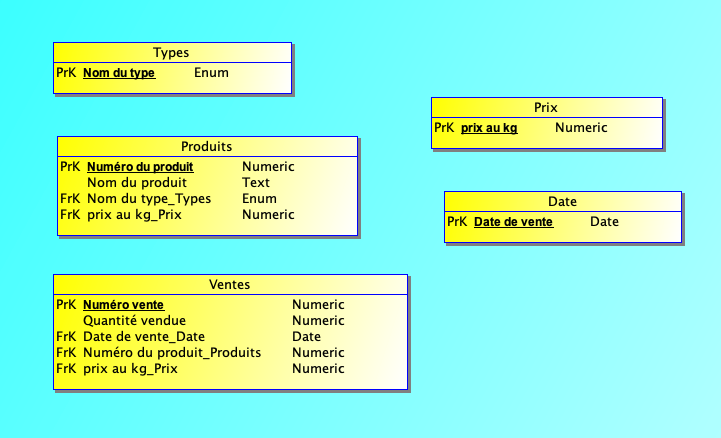 Types
PrK Nom du type Enum
Prix
PrK prix au kg Numeric
Produits
PrK Numéro du produit Numeric
Nom du produit Text
FrK Nom du type_Types Enum
FrK prix au kg_Prix Numeric
Date
PrK Date de vente Date
Ventes
PrK Numéro vente Numeric
Quantité vendue Numeric
FrK Date de vente_Date Date
FrK Numéro du produit_Produits Numeric
FrK prix au kg_Prix Numeric